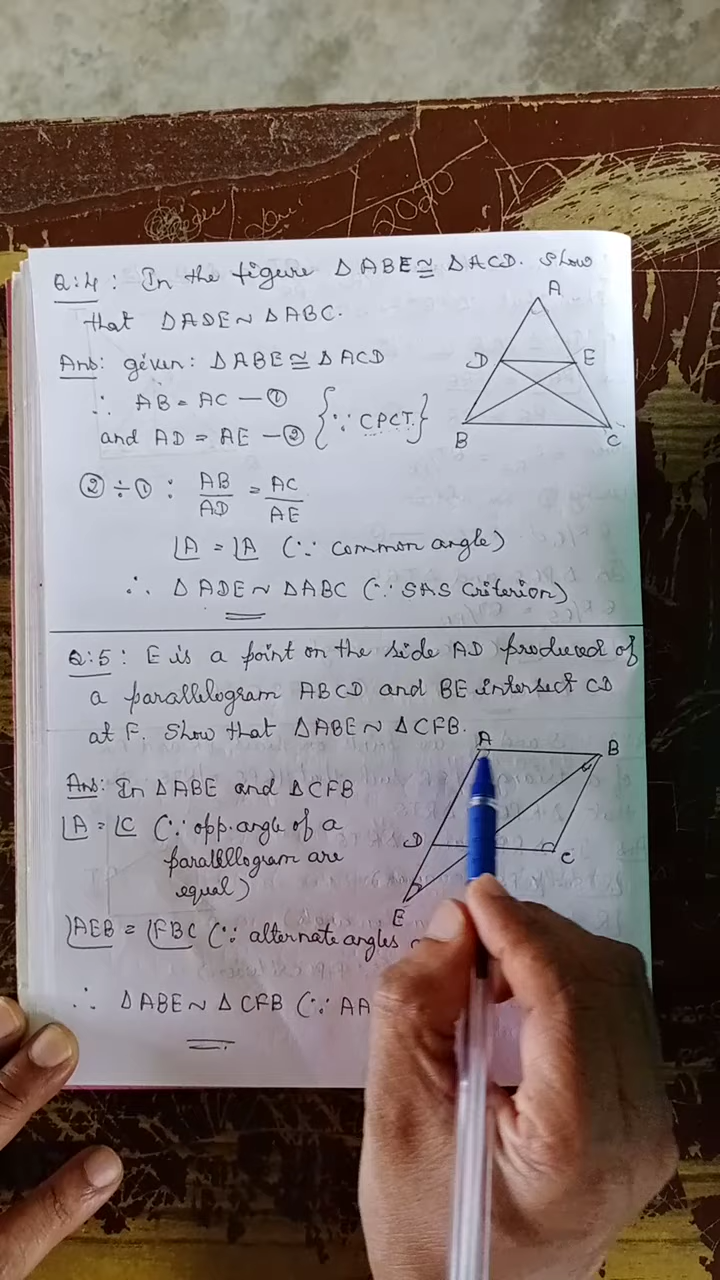 2000
Q:4: In the figure △ABE ≅ △ACD. Show
that △ADE ~ △ABC.
Ans: given: △ABE ≅ △ACD
∴ AB = AC — ①
and AD = AE — ② {∵ CPCT}
② ÷ ① : AB/AD = AC/AE
∠A = ∠A (∵ common angle)
∴ △ADE ~ △ABC (∵ SAS criterion)
A
D E
B C
Q:5: E is a point on the side AD produced of
a parallelogram ABCD and BE intersect CD
at F. Show that △ABE ~ △CFB.
Ans: In △ABE and △CFB
∠A = ∠C (∵ opp. angle of a
parallelogram are
equal)
∠AEB = ∠FBC (∵ alternate angles
∴ △ABE ~ △CFB (∵ AA
A B
D C
E